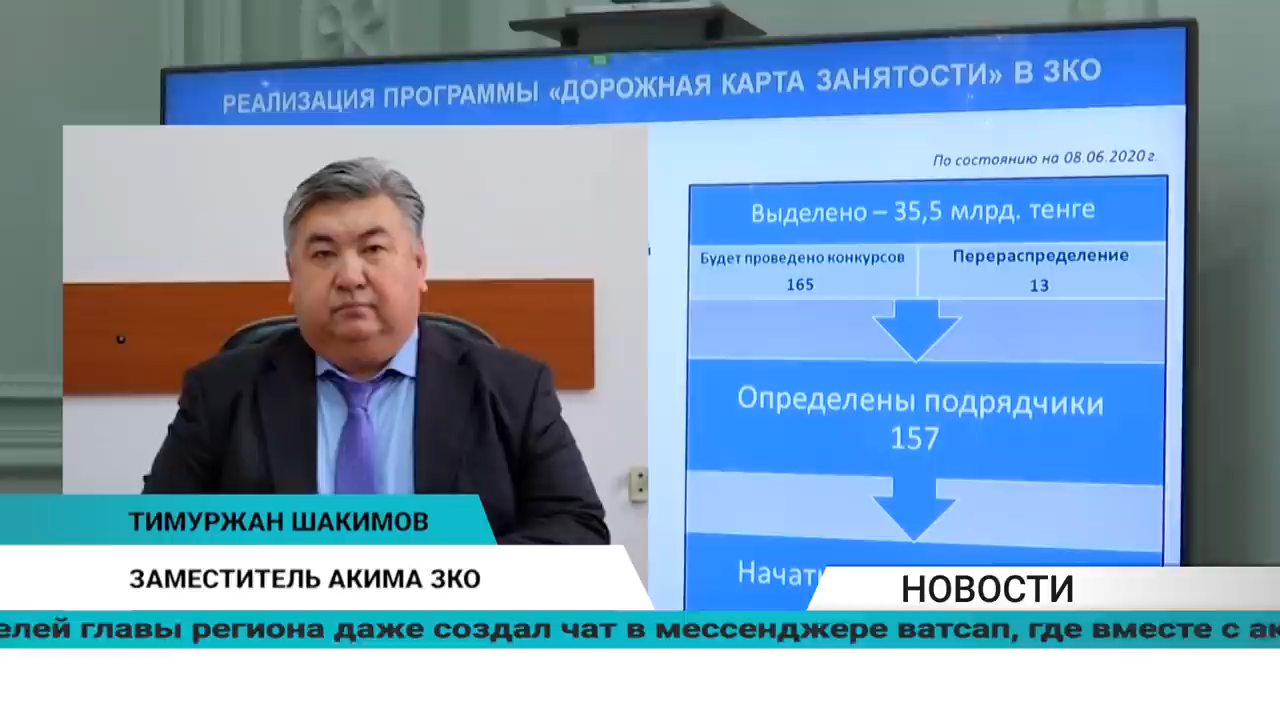 РЕАЛИЗАЦИЯ ПРОГРАММЫ «ДОРОЖНАЯ КАРТА ЗАНЯТОСТИ» В ЗКО
По состоянию на 08.06.2020 г.
Выделено – 35,5 млрд. тенге
Будет проведено конкурсов
165
Перераспределение
13
Определены подрядчики
157
ТИМУРЖАН ШАКИМОВ
ЗАМЕСТИТЕЛЬ АКИМА ЗКО
НОВОСТИ
главы региона даже создал чат в мессенджере ватсап, где вместе с